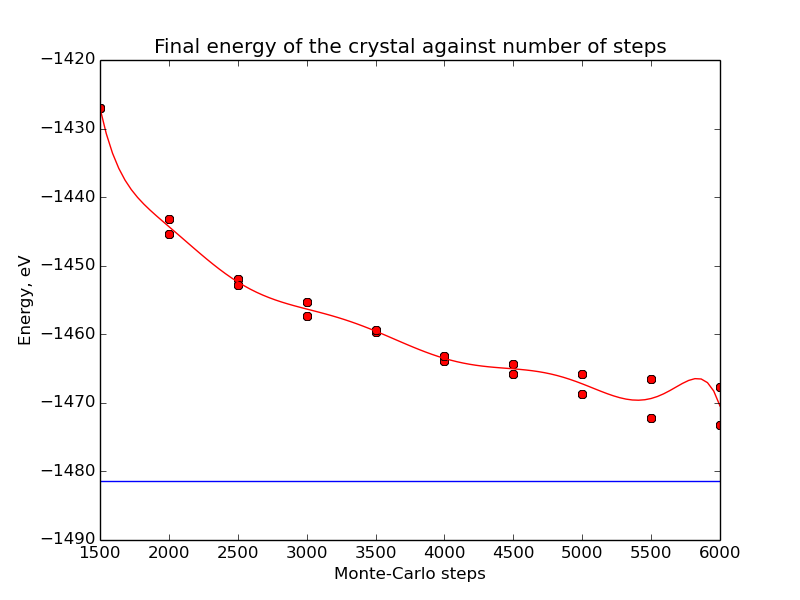 Final energy of the crystal against number of steps
−1420
−1430
−1440
−1450
−1460
−1470
−1480
−1490
Energy, eV
1500 2000 2500 3000 3500 4000 4500 5000 5500 6000
Monte-Carlo steps